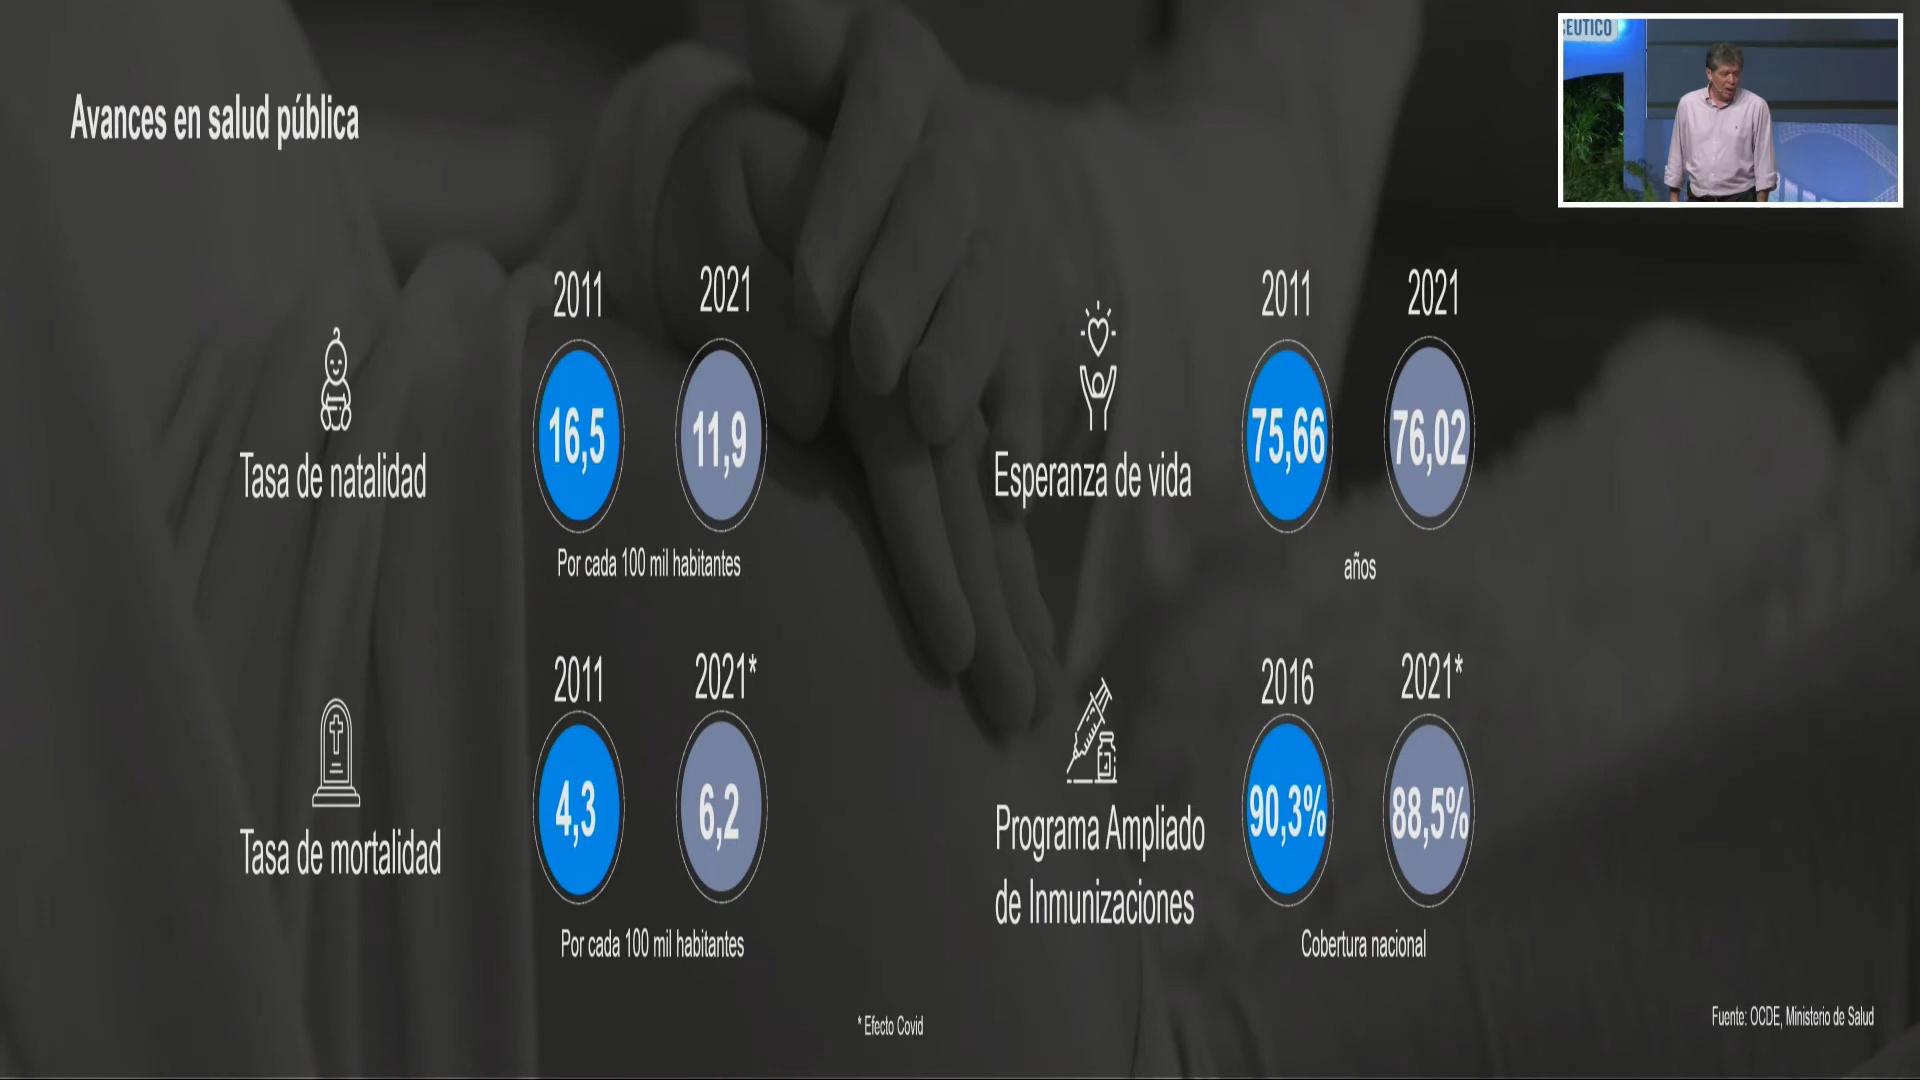 Avances en salud pública
CEUTICO
2011
2021
16,5
11,9
Tasa de natalidad
Por cada 100 mil habitantes
2011
2021
75,66
76,02
Esperanza de vida
años
2011
2021*
4,3
6,2
Tasa de mortalidad
Por cada 100 mil habitantes
2016
2021*
90,3%
88,5%
Programa Ampliado
de Inmunizaciones
Cobertura nacional
* Efecto Covid
Fuente: OCDE, Ministerio de Salud